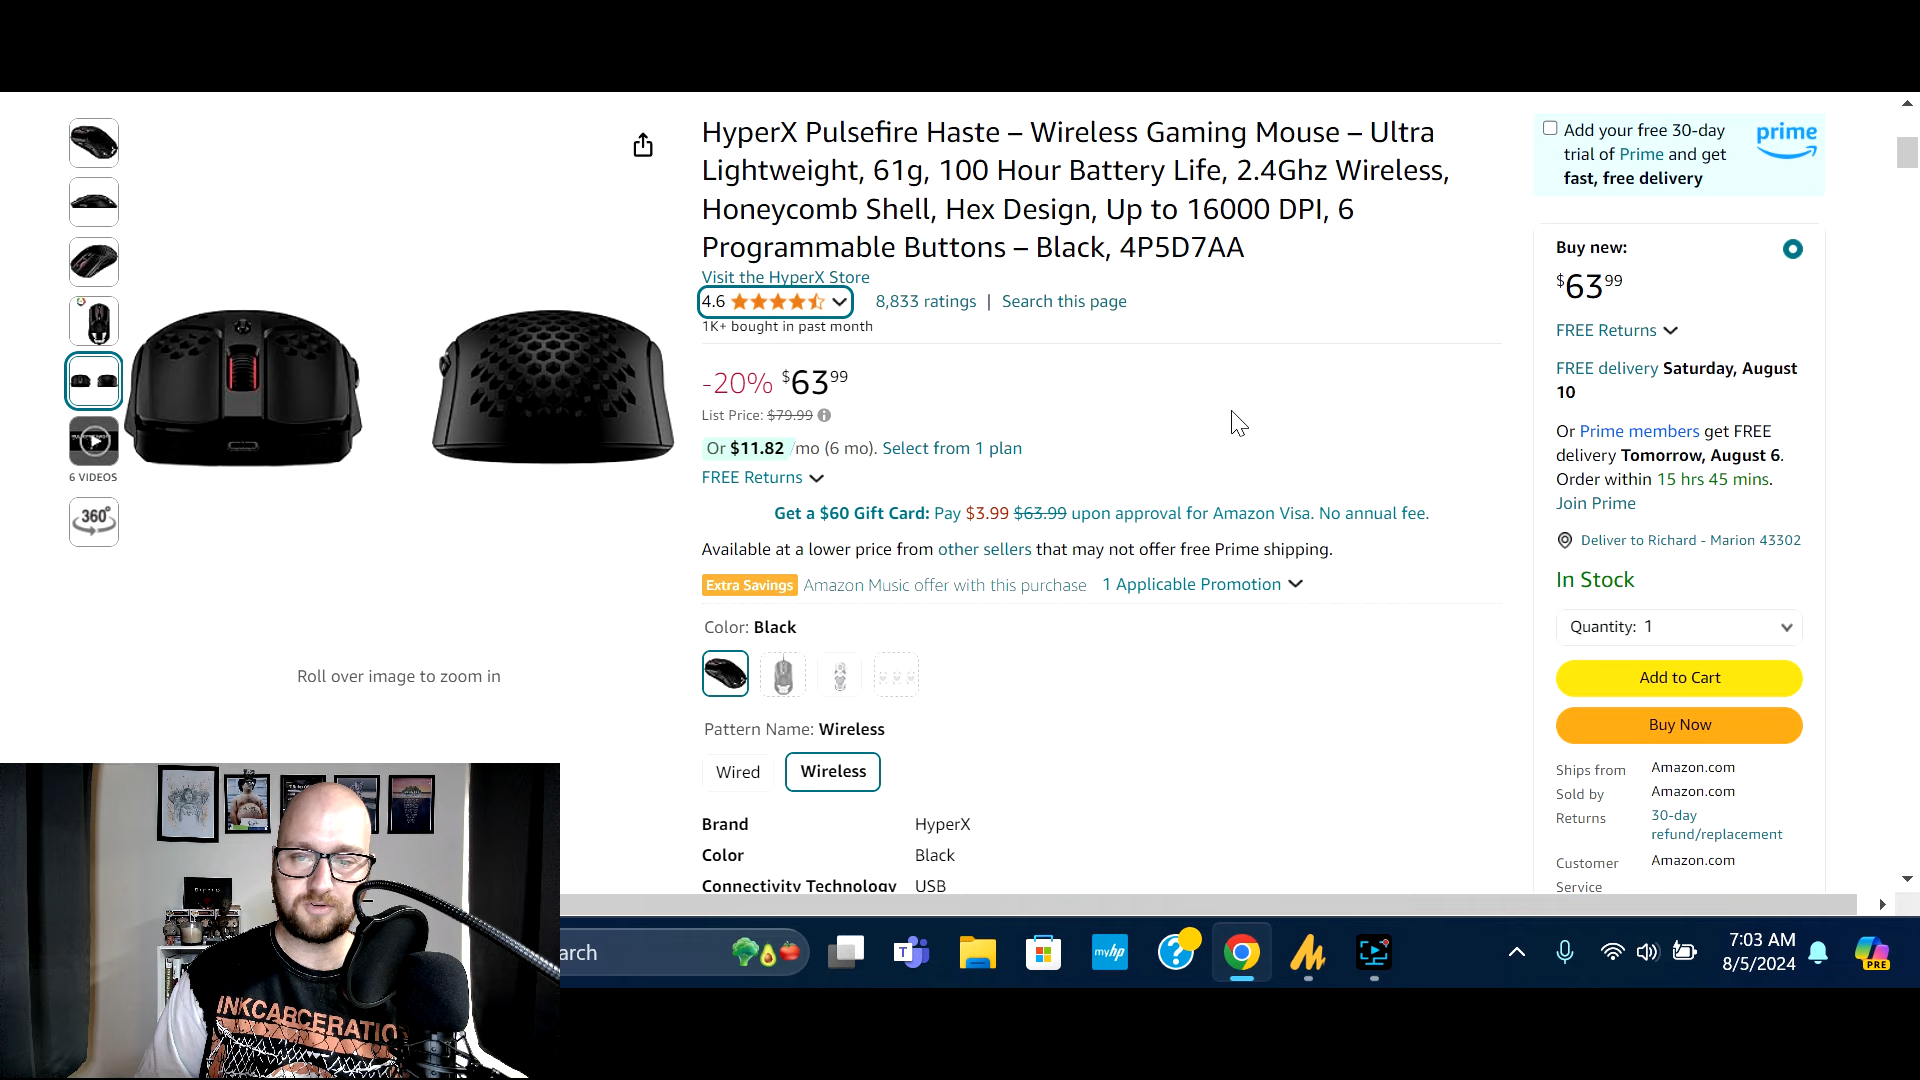 HyperX Pulsefire Haste – Wireless Gaming Mouse – Ultra
Lightweight, 61g, 100 Hour Battery Life, 2.4Ghz Wireless,
Honeycomb Shell, Hex Design, Up to 16000 DPI, 6
Programmable Buttons – Black, 4P5D7AA
Visit the HyperX Store
4.6
8,833 ratings | Search this page
1K+ bought in past month
-20% $63 99
List Price: $79.99
Or $11.82 /mo (6 mo). Select from 1 plan
FREE Returns
Get a $60 Gift Card: Pay $3.99 $63.99 upon approval for Amazon Visa. No annual fee.
Available at a lower price from other sellers that may not offer free Prime shipping.
Extra Savings Amazon Music offer with this purchase 1 Applicable Promotion
Color: Black
Pattern Name: Wireless
Wired
Wireless
Brand HyperX
Color Black
Connectivity Technology USB
6 VIDEOS
360°
Roll over image to zoom in
Add your free 30-day
trial of Prime and get
fast, free delivery
prime
Buy new:
$63 99
FREE Returns
FREE delivery Saturday, August
10
Or Prime members get FREE
delivery Tomorrow, August 6.
Order within 15 hrs 45 mins.
Join Prime
Deliver to Richard - Marion 43302
In Stock
Quantity: 1
Add to Cart
Buy Now
Ships from Amazon.com
Sold by Amazon.com
Returns 30-day
refund/replacement
Customer Amazon.com
Service
INKCARCERATIO
arch
T
myhp
?
7:03 AM
8/5/2024
PRE